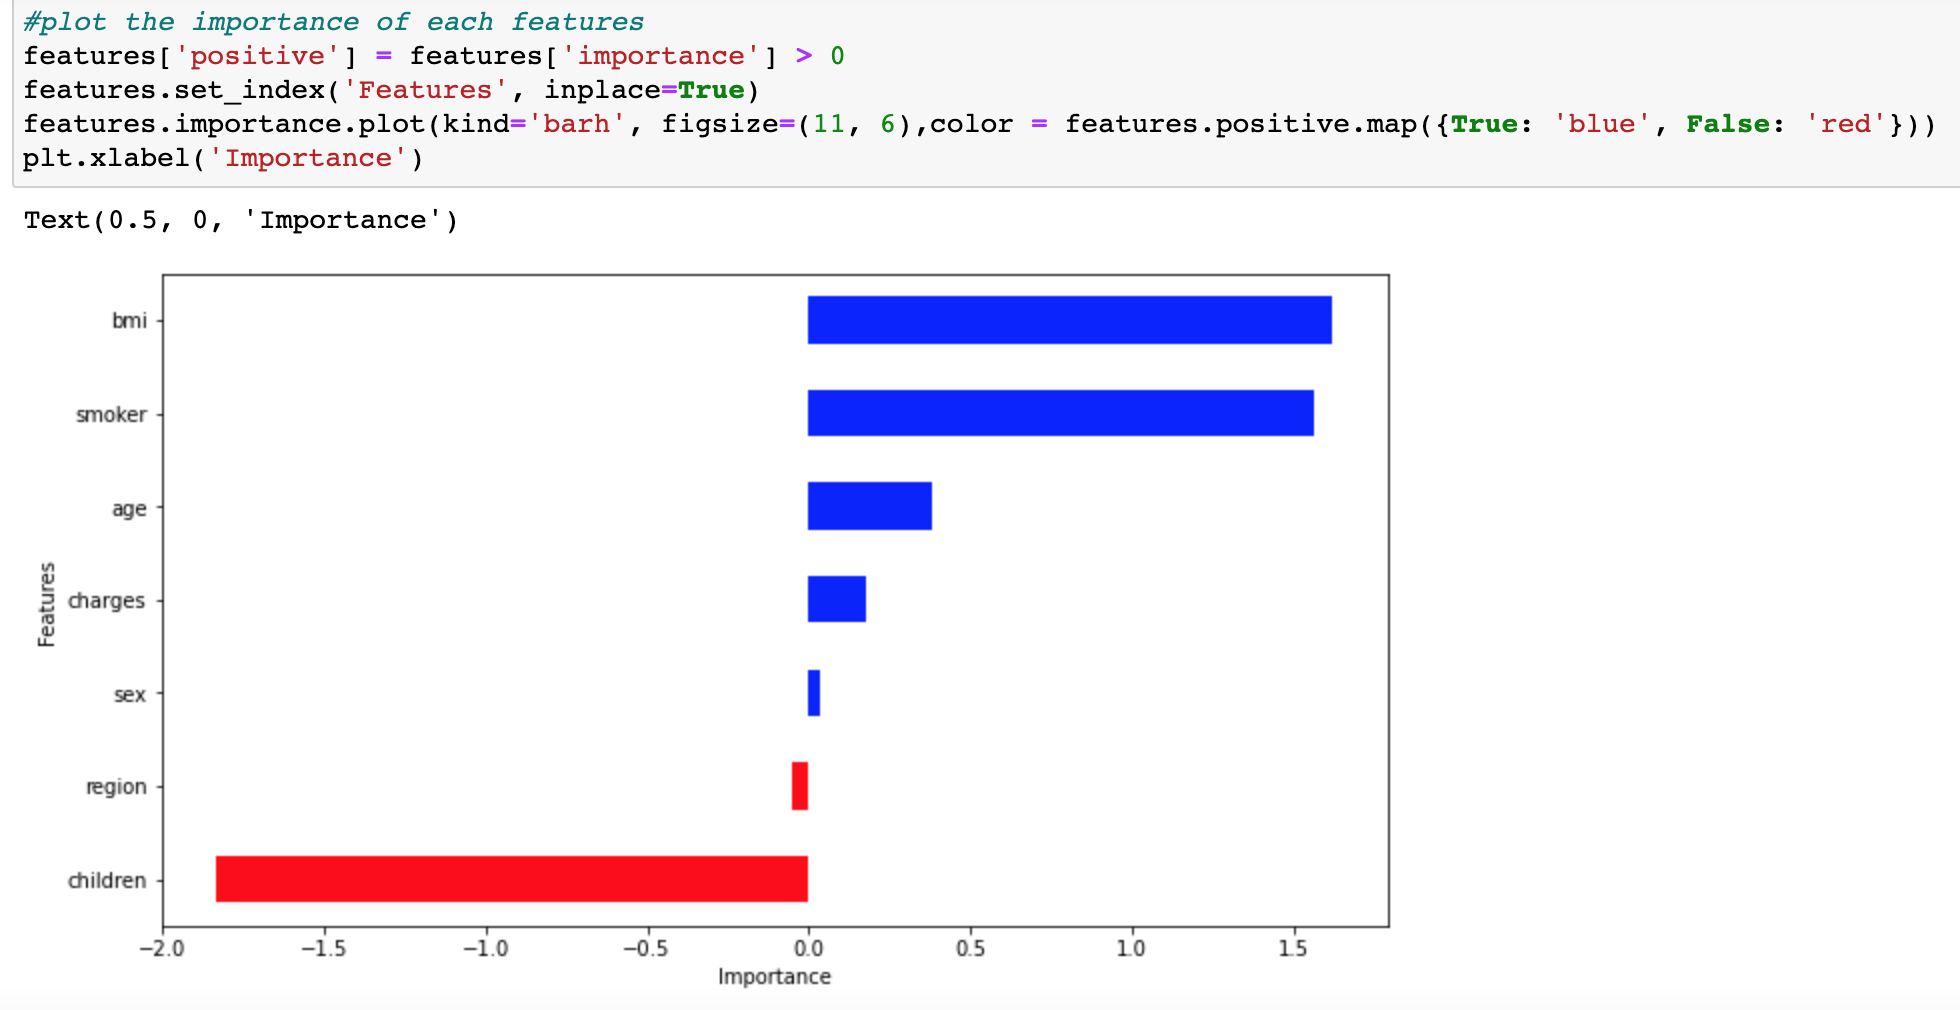 #plot the importance of each features
features['positive'] = features['importance'] > 0
features.set_index('Features', inplace=True)
features.importance.plot(kind='barh', figsize=(11, 6),color = features.positive.map({True: 'blue', False: 'red'}))
plt.xlabel('Importance')
Text(0.5, 0, 'Importance')
bmi
smoker
age
charges
sex
region
children
Features
−2.0 −1.5 −1.0 −0.5 0.0 0.5 1.0 1.5
Importance